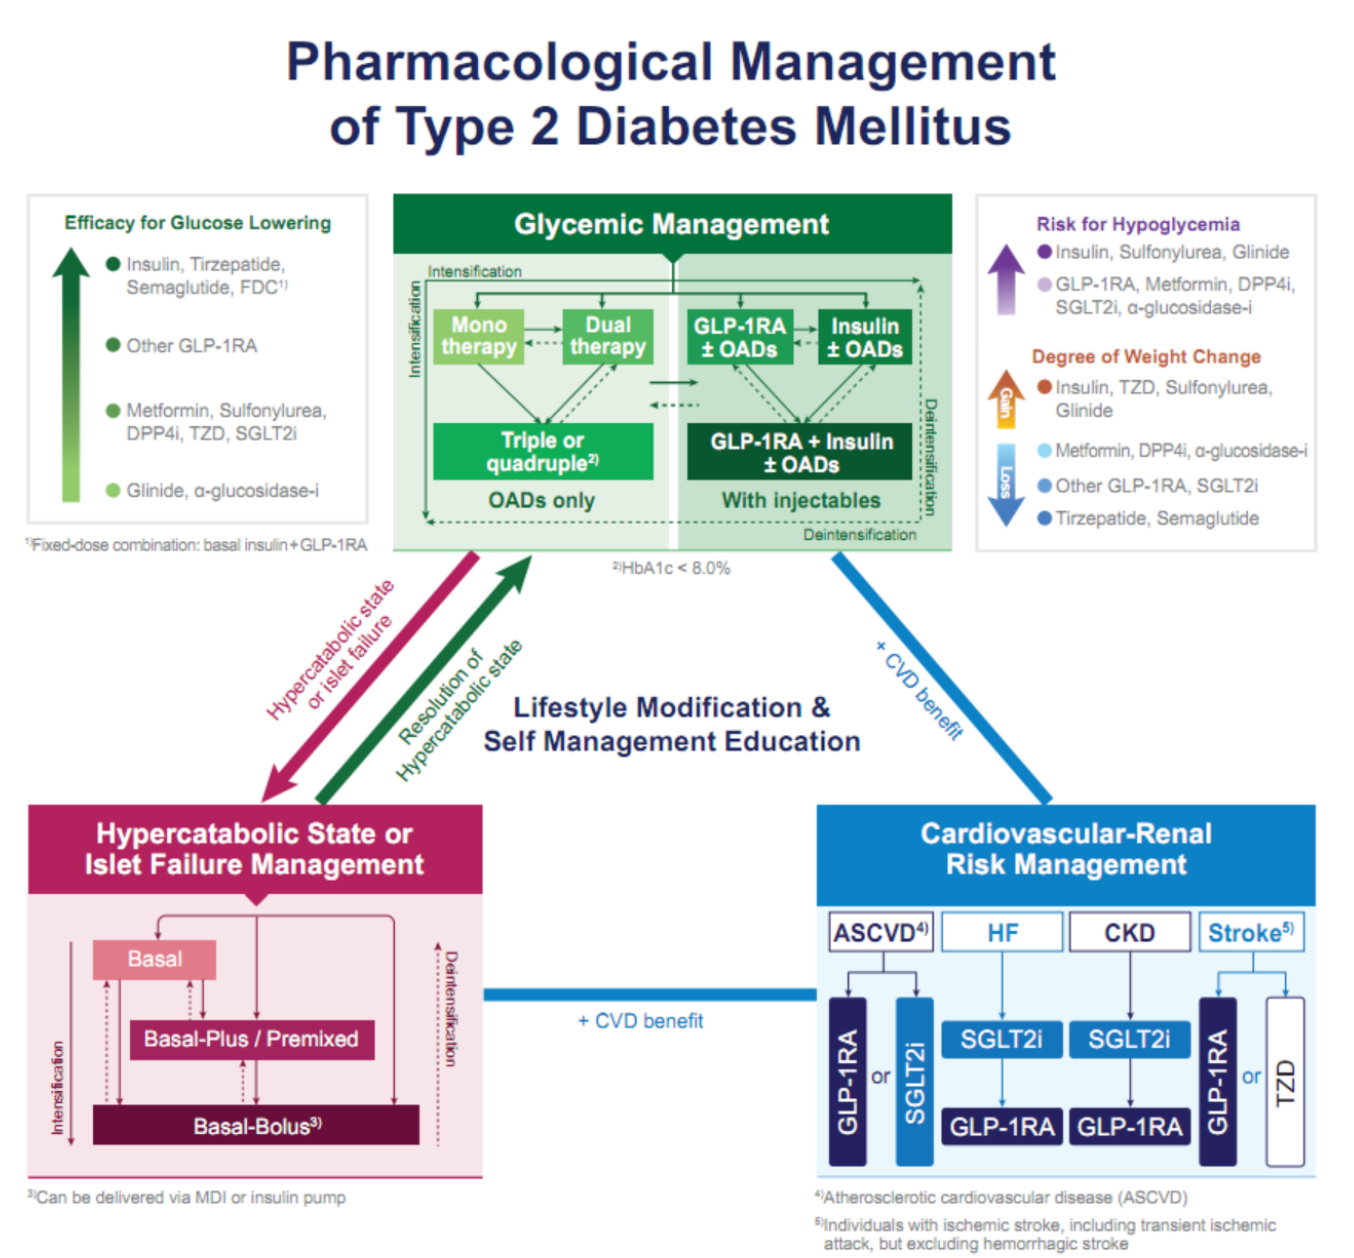 Pharmacological Management
of Type 2 Diabetes Mellitus
Efficacy for Glucose Lowering
Insulin, Tirzepatide,
Semaglutide, FDC¹⁾
Other GLP-1RA
Metformin, Sulfonylurea,
DPP4i, TZD, SGLT2i
Glinide, α-glucosidase-i
¹⁾Fixed-dose combination: basal insulin+GLP-1RA
Glycemic Management
Intensification
Intensification
Mono
therapy
Dual
therapy
GLP-1RA
± OADs
Insulin
± OADs
Triple or
quadruple²⁾
GLP-1RA + Insulin
± OADs
OADs only
With injectables
Deintensification
Deintensification
²⁾HbA1c < 8.0%
Risk for Hypoglycemia
Insulin, Sulfonylurea, Glinide
GLP-1RA, Metformin, DPP4i,
SGLT2i, α-glucosidase-i
Degree of Weight Change
Gain
Insulin, TZD, Sulfonylurea,
Glinide
Loss
Metformin, DPP4i, α-glucosidase-i
Other GLP-1RA, SGLT2i
Tirzepatide, Semaglutide
Hypercatabolic state
or islet failure
Resolution of
Hypercatabolic state
+ CVD benefit
Lifestyle Modification &
Self Management Education
Hypercatabolic State or
Islet Failure Management
Intensification
Basal
Basal-Plus / Premixed
Basal-Bolus³⁾
Deintensification
³⁾Can be delivered via MDI or insulin pump
+ CVD benefit
Cardiovascular-Renal
Risk Management
ASCVD⁴⁾
HF
CKD
Stroke⁵⁾
GLP-1RA
or
SGLT2i
SGLT2i
GLP-1RA
SGLT2i
GLP-1RA
GLP-1RA
or
TZD
⁴⁾Atherosclerotic cardiovascular disease (ASCVD)
⁵⁾Individuals with ischemic stroke, including transient ischemic
attack, but excluding hemorrhagic stroke